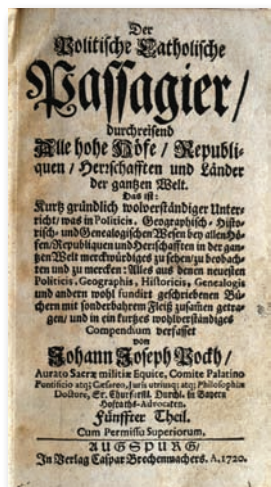 Der
Politische Catholische
Passagier/
durchreisend
Alle hohe Höfe / Republi-
quen / Herrschafften und Länder
der gantzen Welt.
Das ist:
Kurtz gründlich wolverständiger Unter-
richt / was in Politicis, Geographisch- Histo-
risch- und Genealogischen Wesen bey allen Hö-
fen/Republiquen und Herrschafften in der gan-
tzen Welt merckwürdiges zu sehen/zu beobach-
ten und zu mercken: Alles aus denen neuesten
Politicis, Geographis, Historicis, Genealogis
und andern wohl fundirt geschriebenen Bü-
chern mit sonderbahrem Fleiß zusamen getra-
gen / und in ein kurtzes wohlverständiges
Compendium verfasset
von
Johann Joseph Pockh /
Aurato Sacræ militiæ Equite, Comite Palatino
Pontificio atq; Cæsareo, Juris utriusq; atq; Philosophiæ
Doctore, Sr. Churfürstl. Durchl. in Bayern
Hofraths-Advocaten.
Fünffter Theil.
Cum Permissu Superiorum.
AUGSPURG/
In Verlag Caspar Brechenmachers. A. 1720.